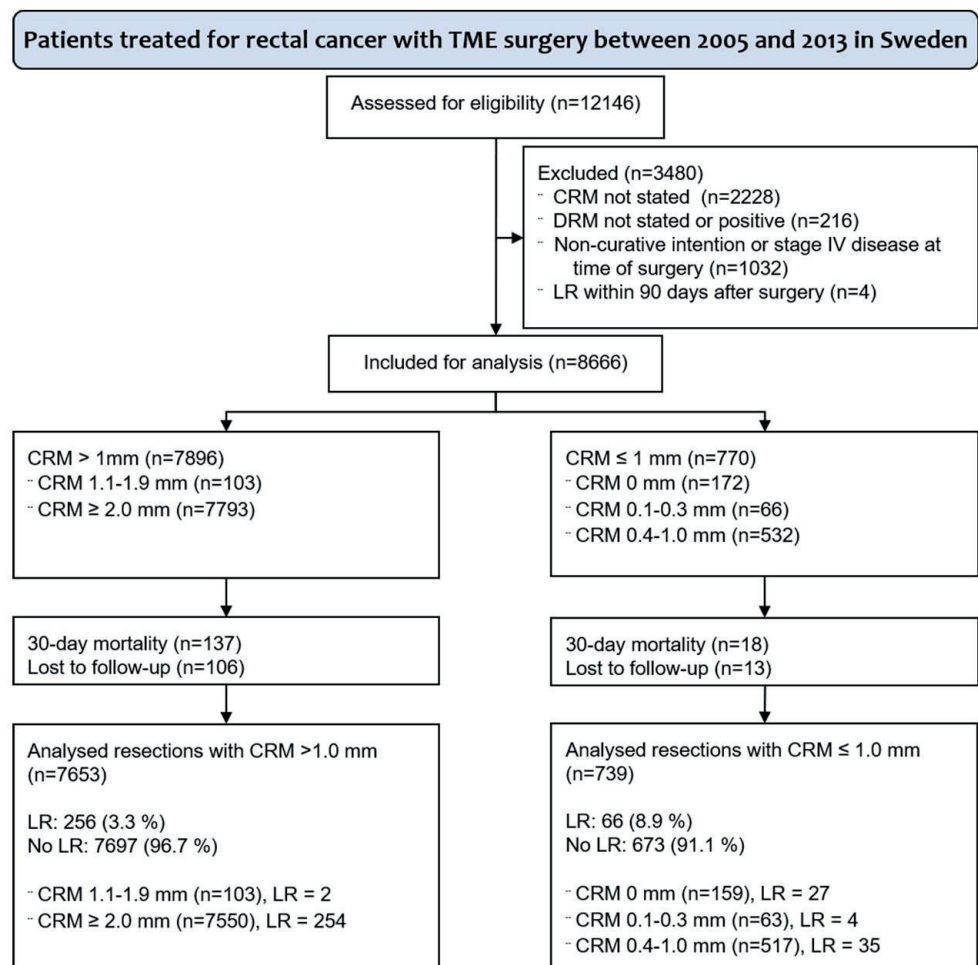 Patients treated for rectal cancer with TME surgery between 2005 and 2013 in Sweden
Assessed for eligibility (n=12146)
Excluded (n=3480)
¨ CRM not stated (n=2228)
¨ DRM not stated or positive (n=216)
¨ Non-curative intention or stage IV disease at
time of surgery (n=1032)
¨ LR within 90 days after surgery (n=4)
Included for analysis (n=8666)
CRM > 1mm (n=7896)
¨ CRM 1.1-1.9 mm (n=103)
¨ CRM ≥ 2.0 mm (n=7793)
CRM ≤ 1 mm (n=770)
¨ CRM 0 mm (n=172)
¨ CRM 0.1-0.3 mm (n=66)
¨ CRM 0.4-1.0 mm (n=532)
30-day mortality (n=137)
Lost to follow-up (n=106)
30-day mortality (n=18)
Lost to follow-up (n=13)
Analysed resections with CRM >1.0 mm
(n=7653)
LR: 256 (3.3 %)
No LR: 7697 (96.7 %)
¨ CRM 1.1-1.9 mm (n=103), LR = 2
¨ CRM ≥ 2.0 mm (n=7550), LR = 254
Analysed resections with CRM ≤ 1.0 mm
(n=739)
LR: 66 (8.9 %)
No LR: 673 (91.1 %)
¨ CRM 0 mm (n=159), LR = 27
¨ CRM 0.1-0.3 mm (n=63), LR = 4
¨ CRM 0.4-1.0 mm (n=517), LR = 35